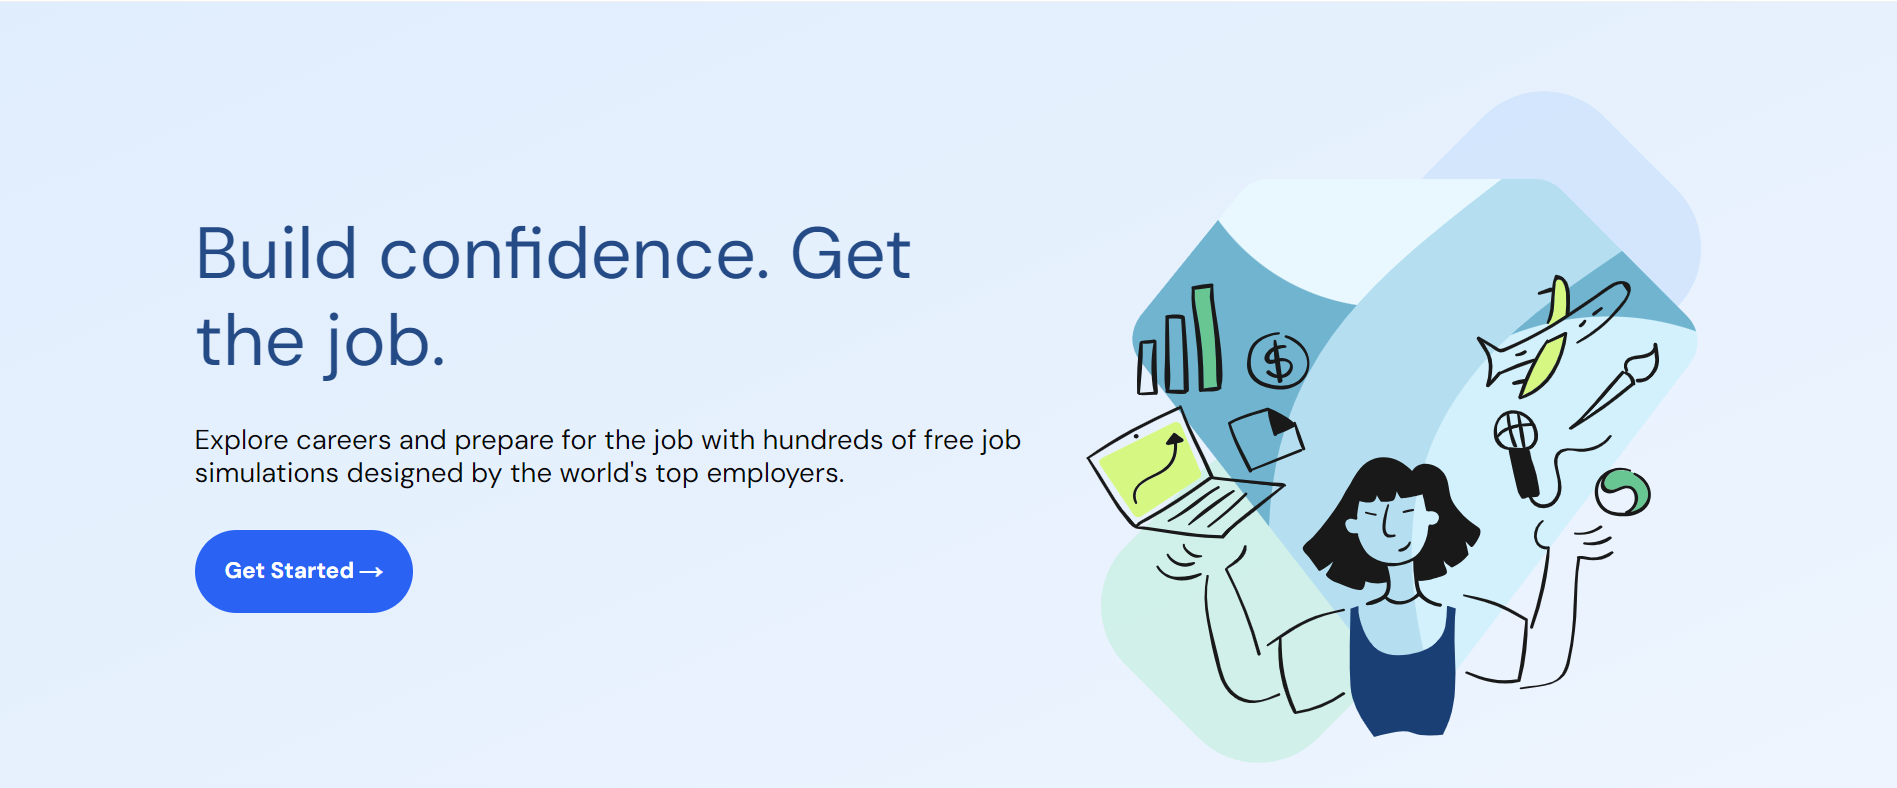 Build confidence. Get
the job.
Explore careers and prepare for the job with hundreds of free job
simulations designed by the world's top employers.
Get Started →
$